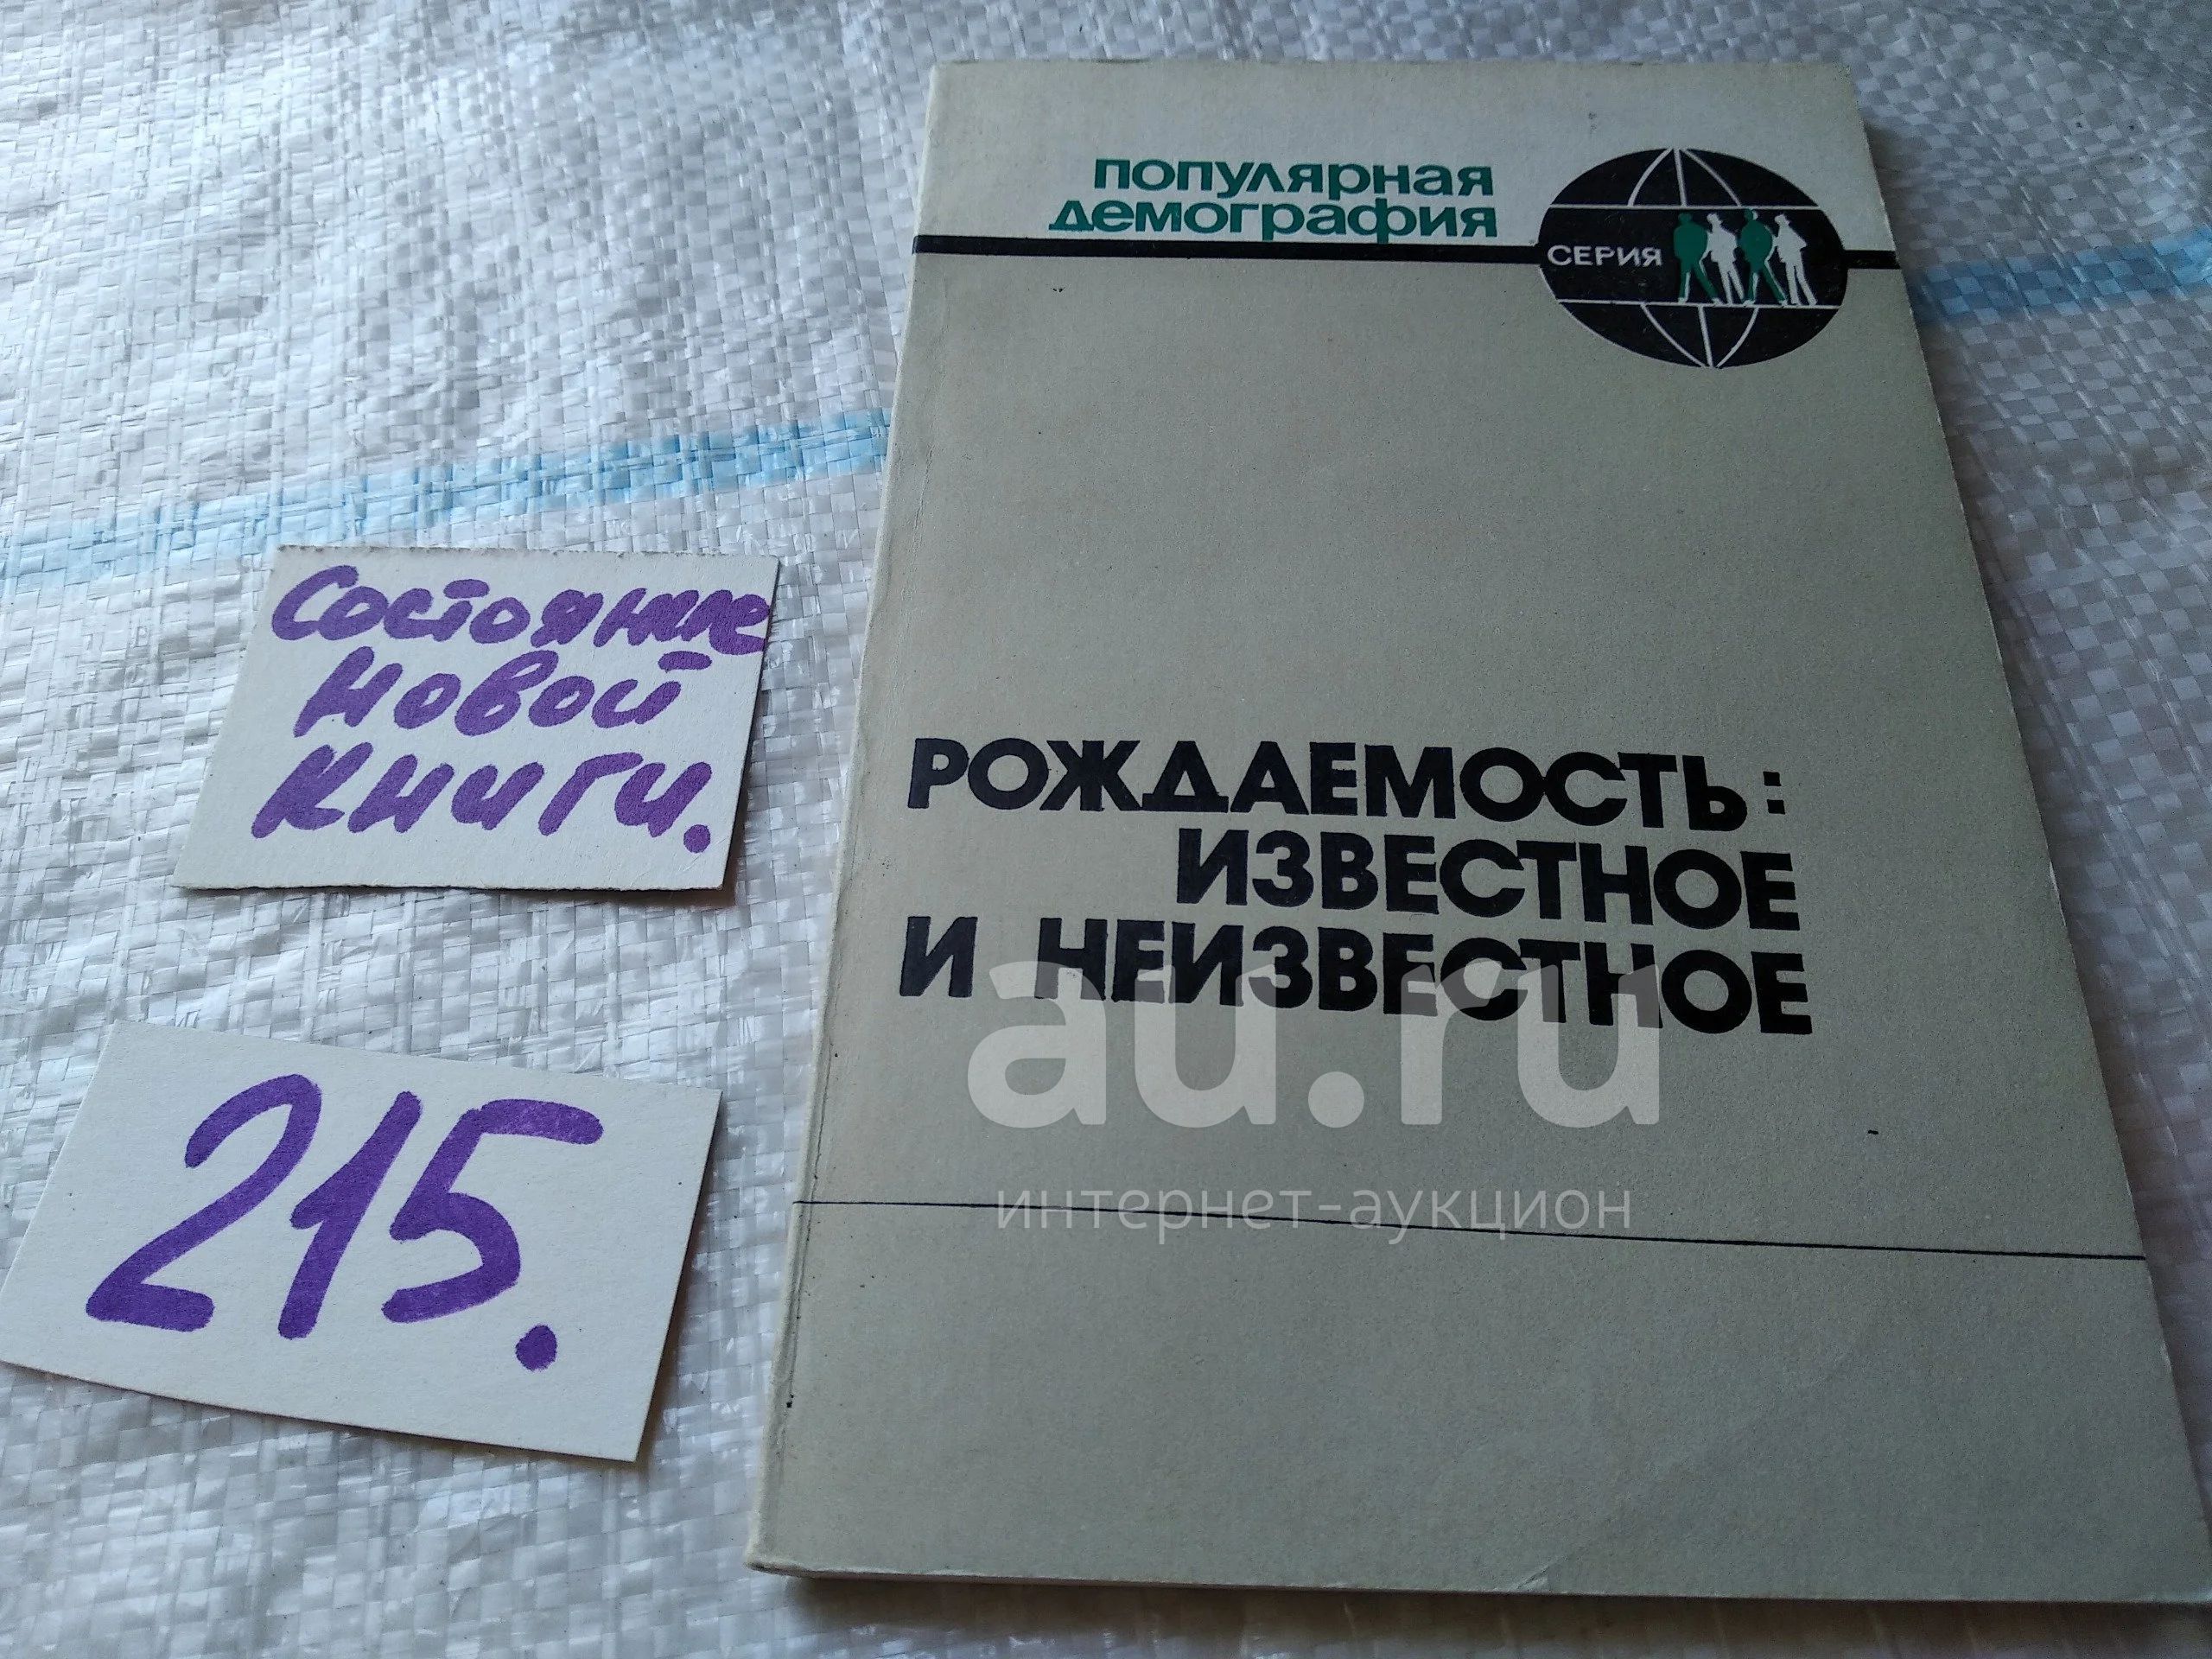 популярная
демография
СЕРИЯ
РОЖДАЕМОСТЬ:
ИЗВЕСТНОЕ
И НЕИЗВЕСТНОЕ
Состояние
новой
книги.
215.
au.ru
интернет-аукцион